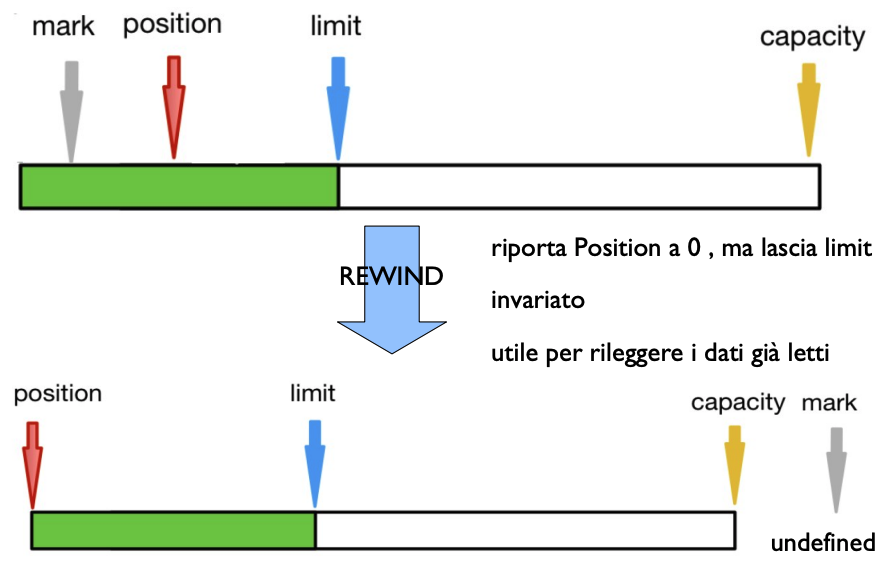 mark position limit capacity
REWIND
riporta Position a 0 , ma lascia limit
invariato
utile per rileggere i dati già letti
position limit capacity mark
undefined